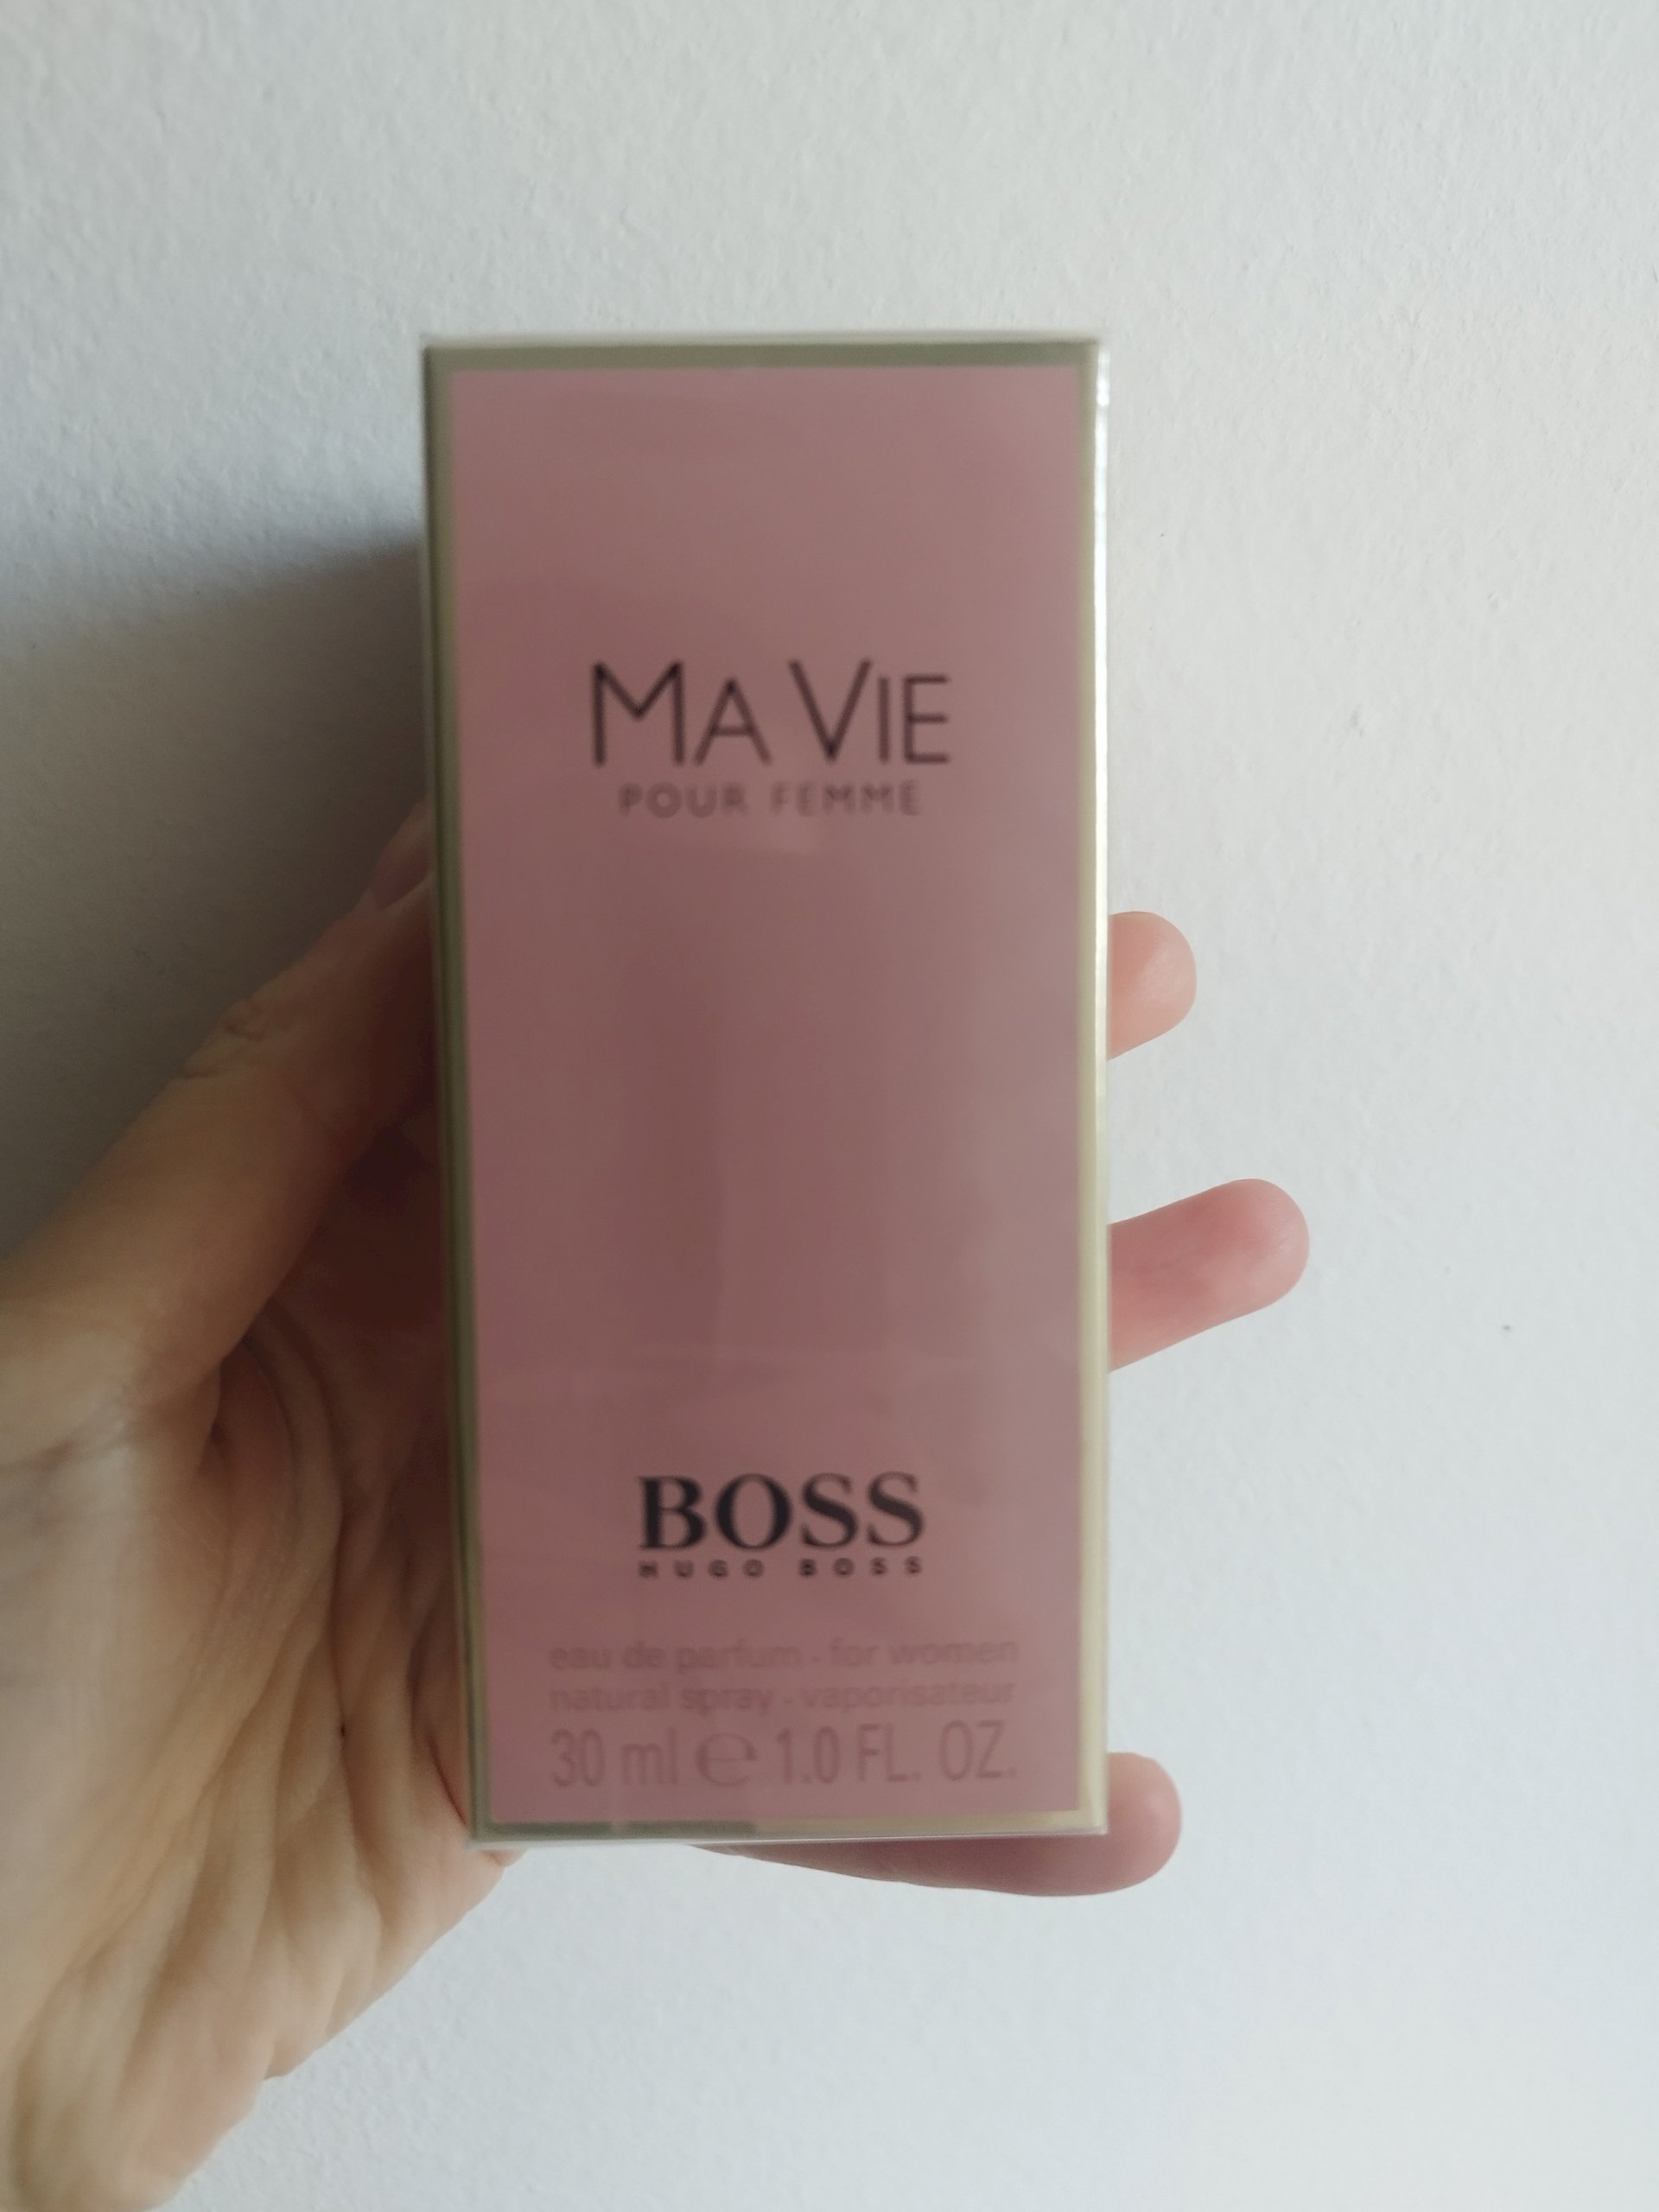 MA VIE
POUR FEMME
BOSS
HUGO BOSS
eau de parfum - for women
natural spray - vaporisateur
30 ml ℮ 1.0 FL. OZ.